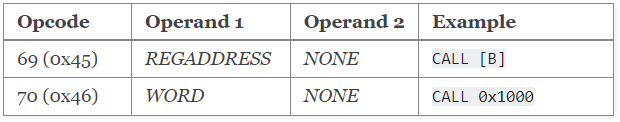 Opcode Operand 1 Operand 2 Example
69 (0x45) REGADDRESS NONE CALL [B]
70 (0x46) WORD NONE CALL 0x1000